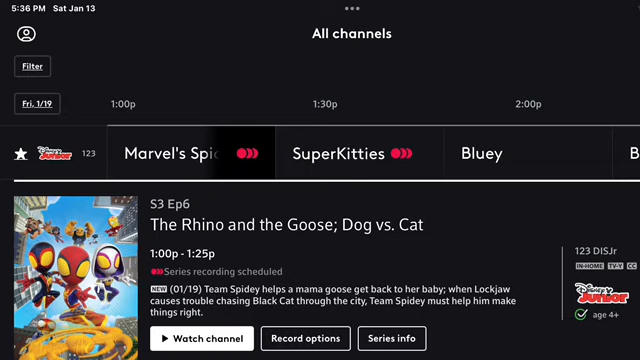 5:36 PM Sat Jan 13
All channels
Filter
Fri, 1/19
1:00p 1:30p 2:00p
Disney Junior 123 Marvel's Spi SuperKitties Bluey B
S3 Ep6
The Rhino and the Goose; Dog vs. Cat
1:00p - 1:25p
Series recording scheduled
NEW (01/19) Team Spidey helps a mama goose get back to her baby; when Lockjaw
causes trouble chasing Black Cat through the city, Team Spidey must help him make
things right.
Watch channel Record options Series info
123 DISJr
IN-HOME TV-Y CC
Disney Junior
age 4+